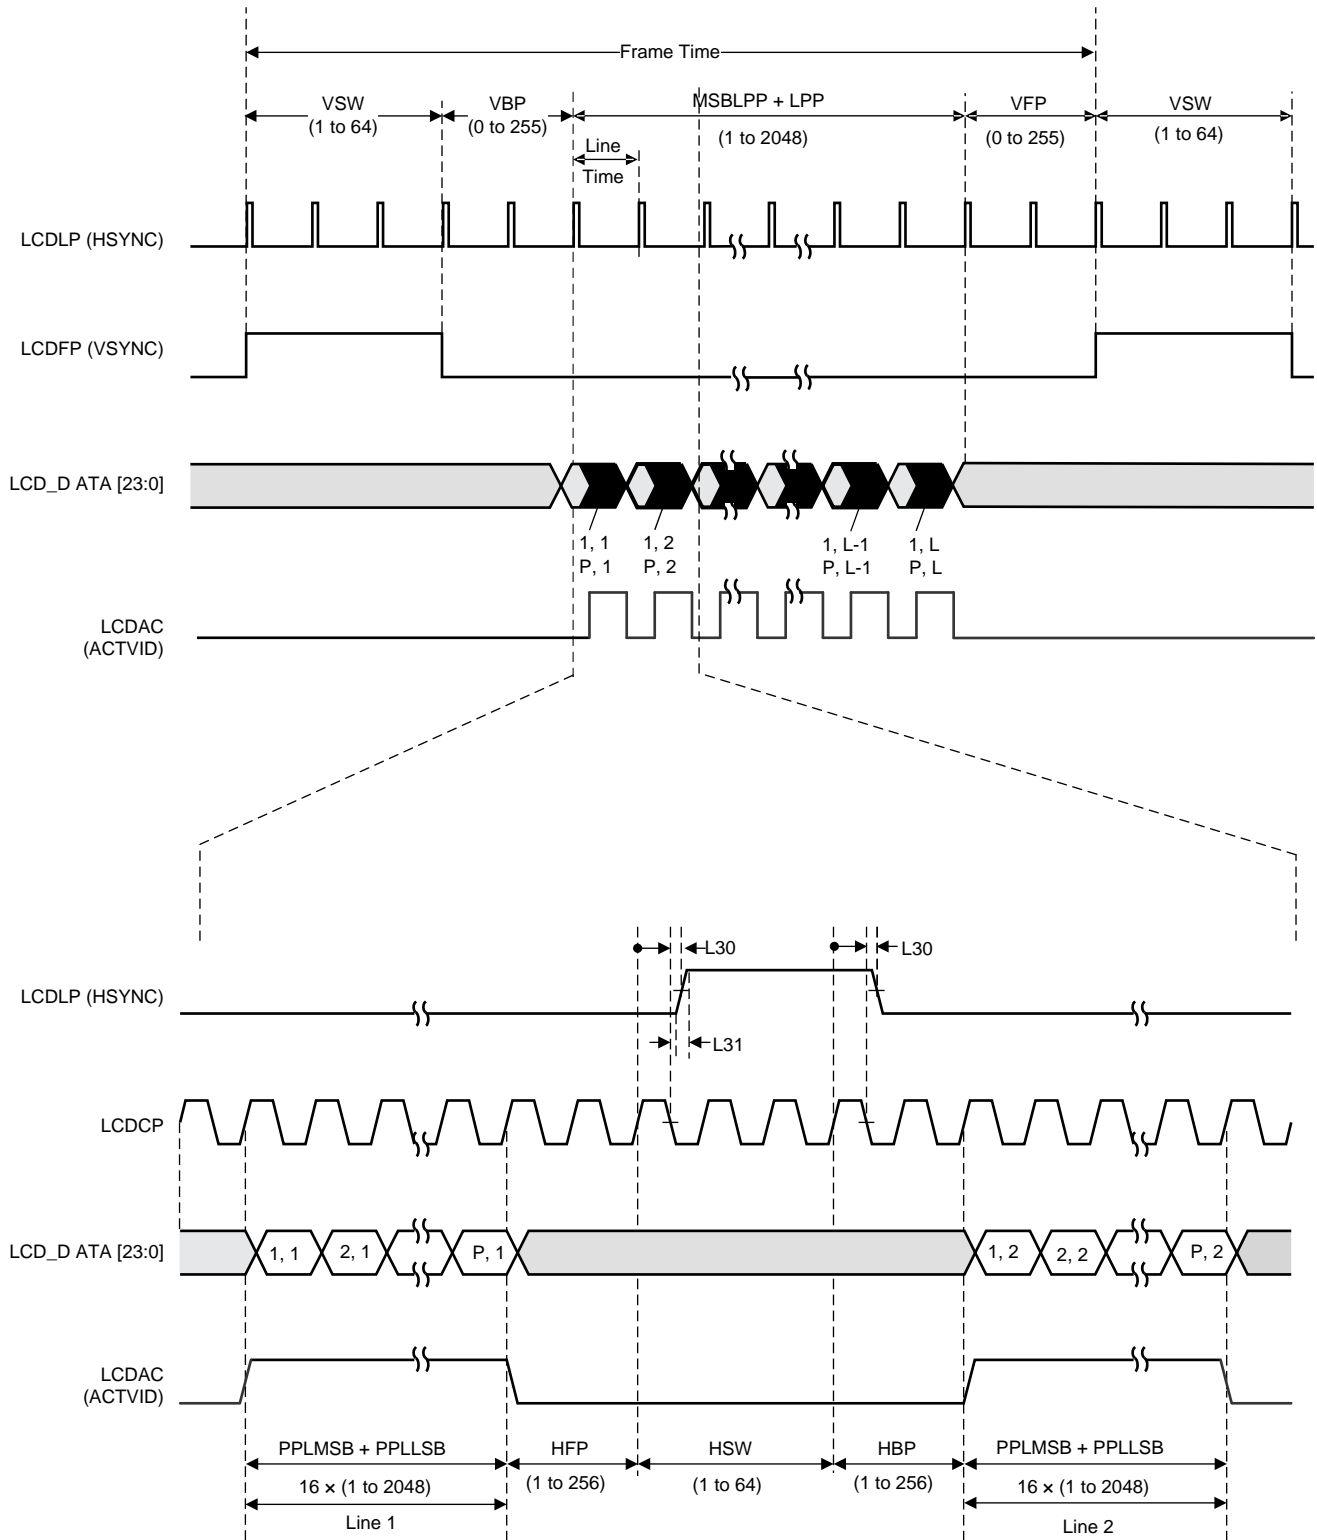 Frame Time
VSW
(1 to 64)
VBP
(0 to 255)
MSBLPP + LPP
(1 to 2048)
VFP
(0 to 255)
VSW
(1 to 64)
Line
Time
LCDLP (HSYNC)
LCDFP (VSYNC)
LCD_D ATA [23:0]
1, 1
P, 1
1, 2
P, 2
1, L-1
P, L-1
1, L
P, L
LCDAC
(ACTVID)
L30
L30
LCDLP (HSYNC)
L31
LCDCP
LCD_D ATA [23:0]
1, 1
2, 1
P, 1
1, 2
2, 2
P, 2
LCDAC
(ACTVID)
PPLMSB + PPLLSB
16 × (1 to 2048)
Line 1
HFP
(1 to 256)
HSW
(1 to 64)
HBP
(1 to 256)
PPLMSB + PPLLSB
16 × (1 to 2048)
Line 2